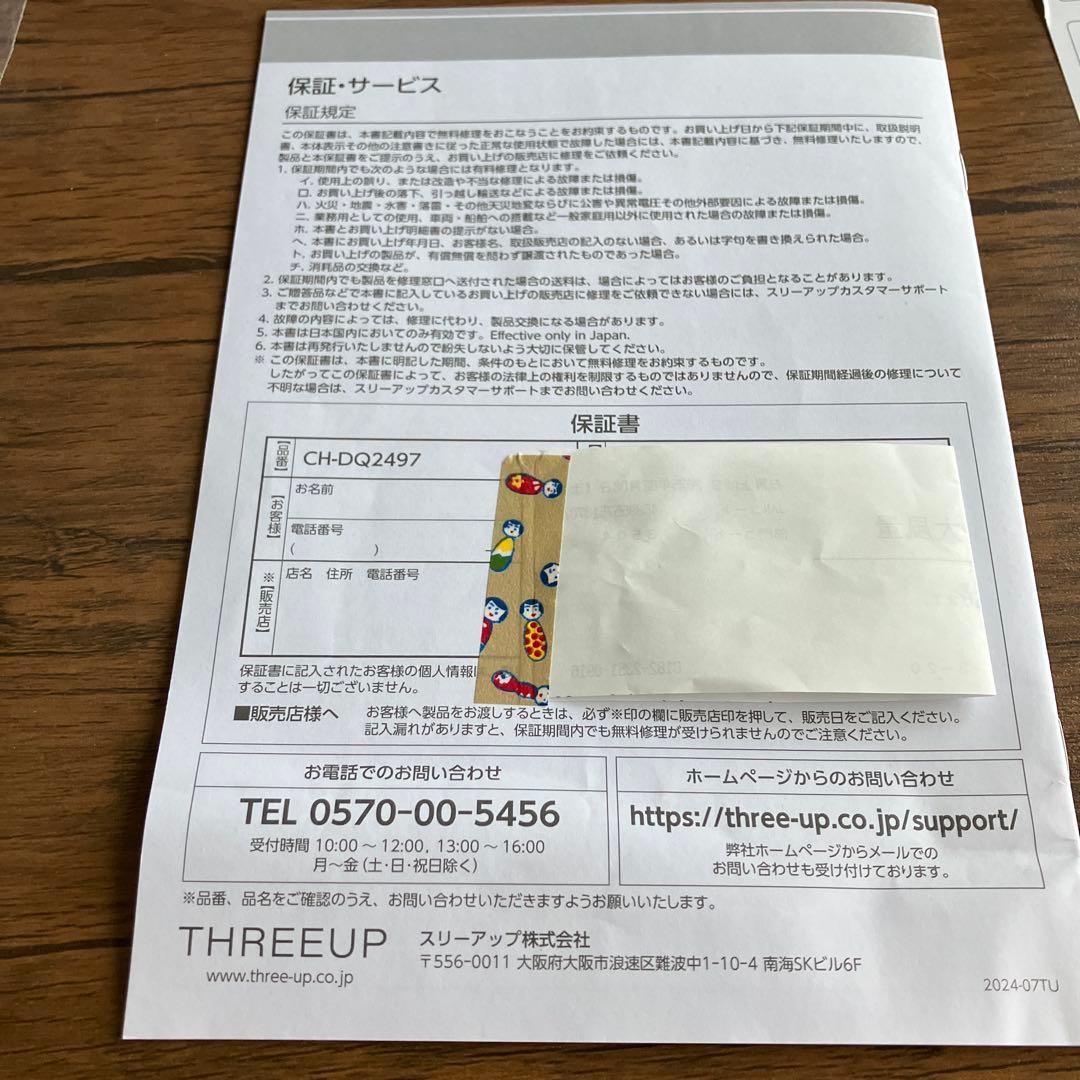 保証・サービス
保証規定
この保証書は、本書記載内容で無料修理をおこなうことをお約束するものです。お買い上げ日から下記保証期間中に、取扱説明
書、本体表示その他の注意書きに従った正常な使用状態で故障した場合には、本書記載内容に基づき、無料修理いたしますので、
製品と本保証書をご提示のうえ、お買い上げの販売店に修理をご依頼ください。
1. 保証期間内でも次のような場合には有料修理となります。
イ. 使用上の誤り、または改造や不当な修理による故障または損傷。
ロ. お買い上げ後の落下、引っ越し輸送などによる故障または損傷。
ハ. 火災・地震・水害・落雷・その他天災地変ならびに公害や異常電圧その他外部要因による故障または損傷。
ニ. 業務用としての使用、車両・船舶への搭載など一般家庭用以外に使用された場合の故障または損傷。
ホ. 本書とお買い上げ明細書の提示がない場合。
ヘ. 本書にお買い上げ年月日、お客様名、取扱販売店の記入のない場合、あるいは字句を書き換えられた場合。
ト. お買い上げの製品が、有償無償を問わず譲渡されたものであった場合。
チ. 消耗品の交換など。
2. 保証期間内でも製品を修理窓口へ送付された場合の送料は、場合によってはお客様のご負担となることがあります。
3. ご贈答品などで本書に記入しているお買い上げの販売店に修理をご依頼できない場合には、スリーアップカスタマーサポート
までお問い合わせください。
4. 故障の内容によっては、修理に代わり、製品交換になる場合があります。
5. 本書は日本国内においてのみ有効です。Effective only in Japan.
6. 本書は再発行いたしませんので紛失しないよう大切に保管してください。
※ この保証書は、本書に明記した期間、条件のもとにおいて無料修理をお約束するものです。
したがってこの保証書によって、お客様の法律上の権利を制限するものではありませんので、保証期間経過後の修理について
不明な場合は、スリーアップカスタマーサポートまでお問い合わせください。
保証書
【品番】 CH-DQ2497
【お客様】 お名前
電話番号
( ) -
※【販売店】 店名 住所 電話番号
保証書に記入されたお客様の個人情報
することは一切ございません。
■販売店様へ お客様へ製品をお渡しするときは、必ず※印の欄に販売店印を押して、販売日をご記入ください。
記入漏れがありますと、保証期間内でも無料修理が受けられませんのでご注意ください。
お電話でのお問い合わせ
TEL 0570-00-5456
受付時間 10:00～12:00, 13:00～16:00
月～金(土・日・祝日除く)
ホームページからのお問い合わせ
https://three-up.co.jp/support/
弊社ホームページからメールでの
お問い合わせも受け付けております。
※品番、品名をご確認のうえ、お問い合わせいただきますようお願いいたします。
THREEUP
www.three-up.co.jp
スリーアップ株式会社
〒556-0011 大阪府大阪市浪速区難波中1-10-4 南海SKビル6F
2024-07TU